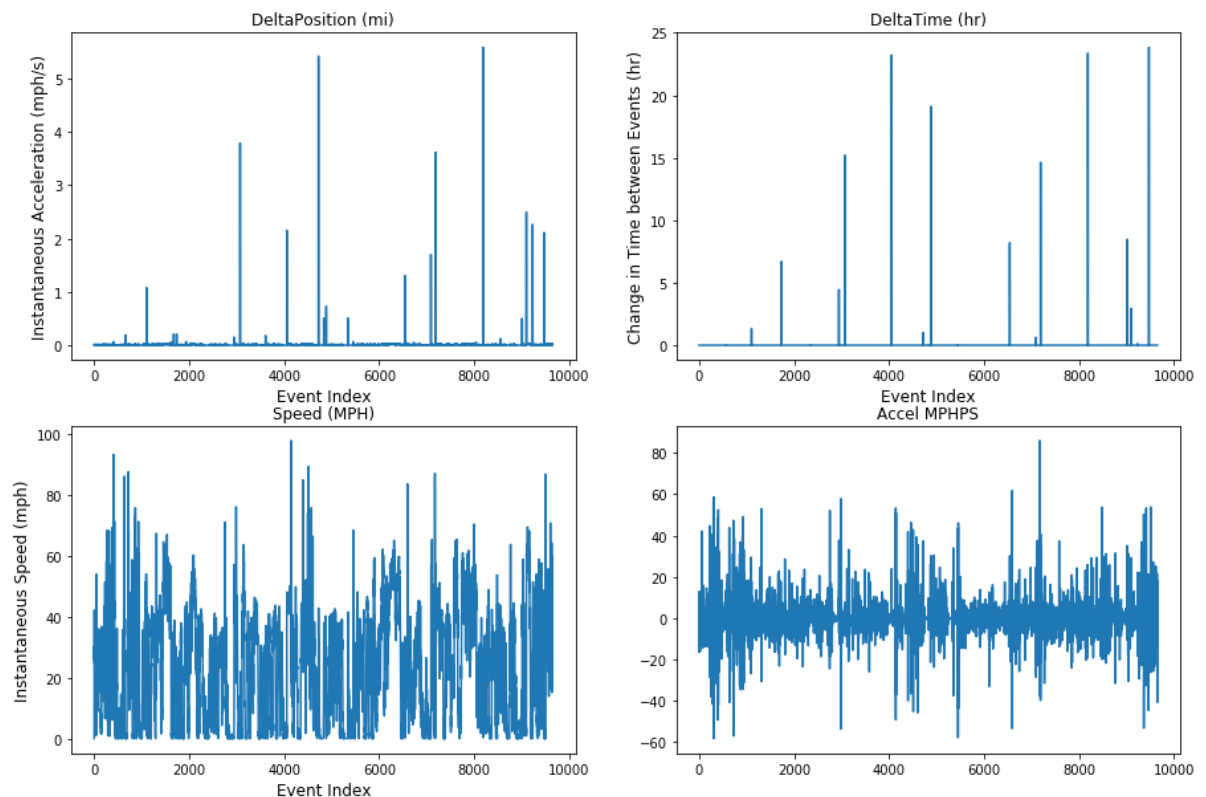 DeltaPosition (mi)
Instantaneous Acceleration (mph/s)
5
4
3
2
1
0
0 2000 4000 6000 8000 10000
Event Index
DeltaTime (hr)
Change in Time between Events (hr)
25
20
15
10
5
0
0 2000 4000 6000 8000 10000
Event Index
Speed (MPH)
Instantaneous Speed (mph)
100
80
60
40
20
0
0 2000 4000 6000 8000 10000
Event Index
Accel MPHPS
80
60
40
20
0
−20
−40
−60
0 2000 4000 6000 8000 10000